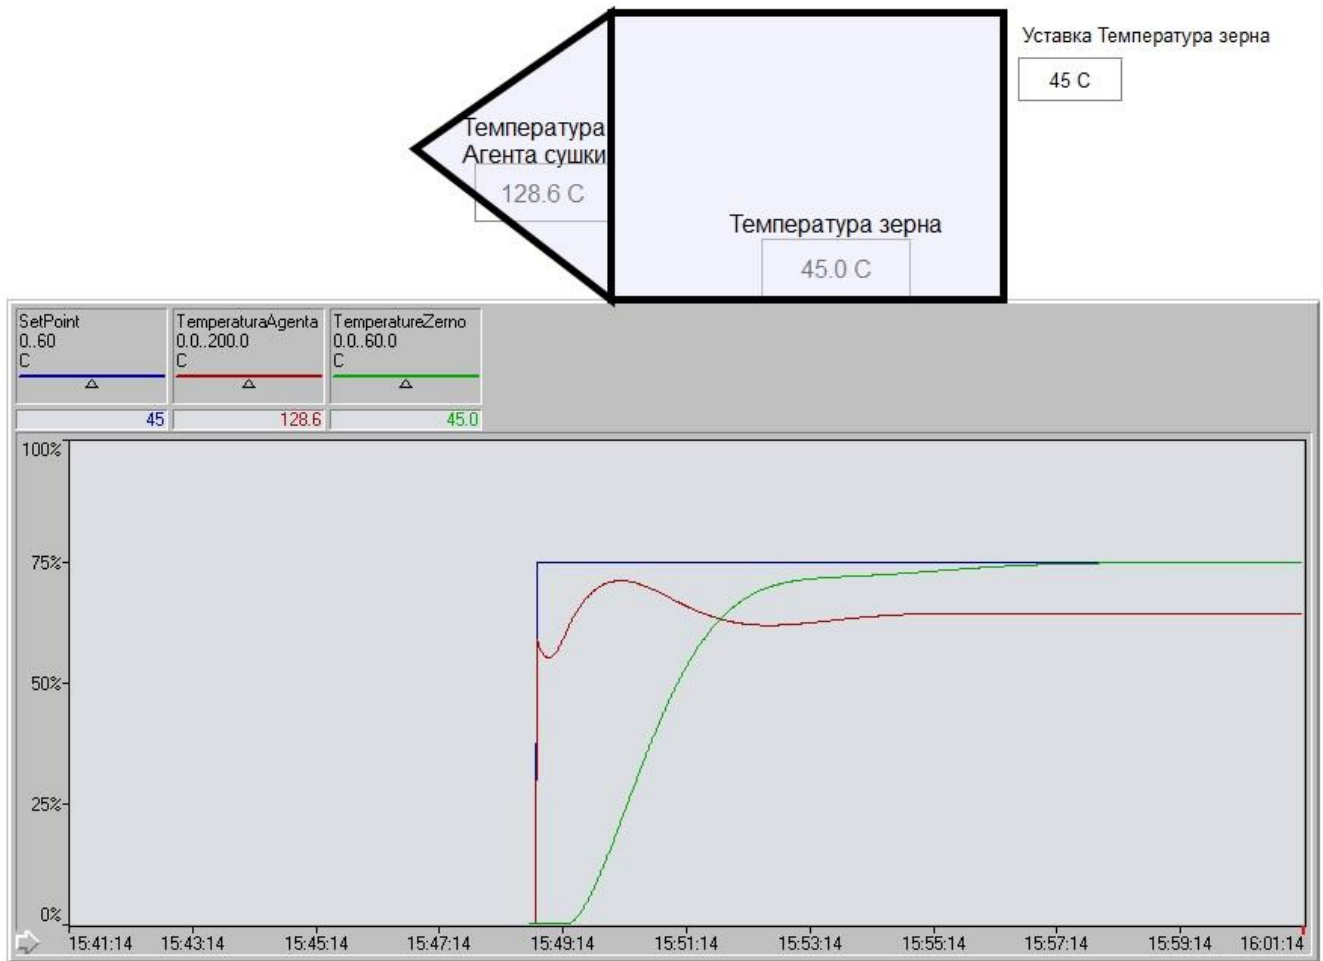 Уставка Температура зерна
45 C
Температура
Агента сушки
128.6 C
Температура зерна
45.0 C
SetPoint
0..60
C
45
TemperaturaAgenta
0.0..200.0
C
128.6
TemperatureZerno
0.0..60.0
C
45.0
100%
75%
50%
25%
0%
15:41:14 15:43:14 15:45:14 15:47:14 15:49:14 15:51:14 15:53:14 15:55:14 15:57:14 15:59:14 16:01:14